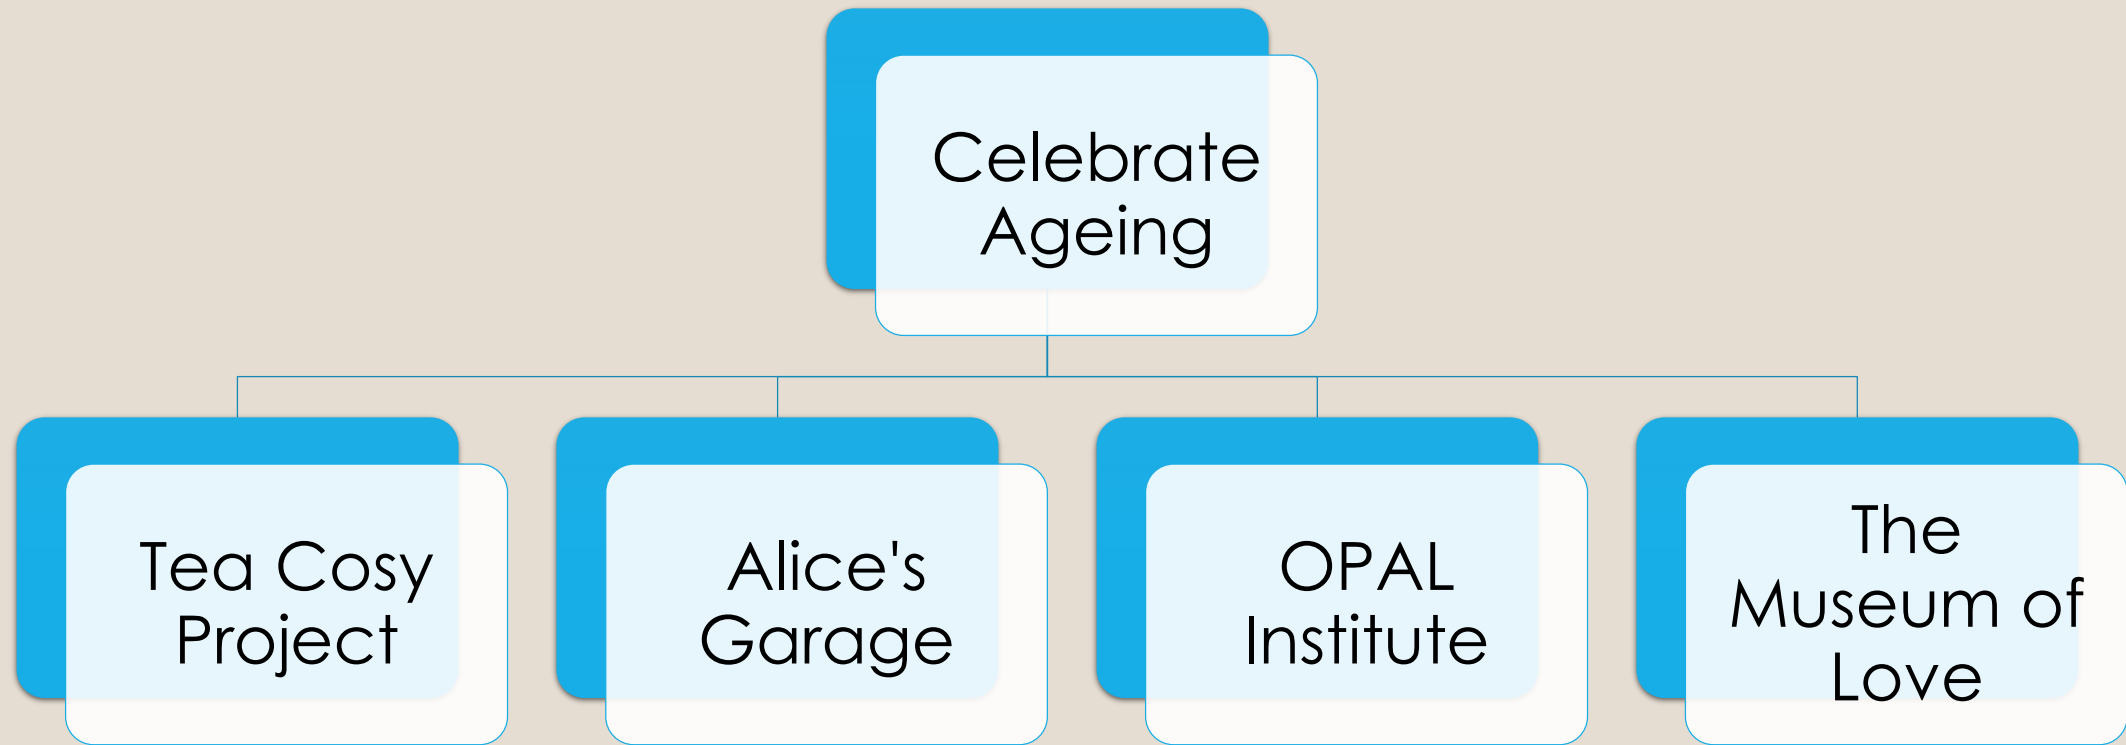 Celebrate
Ageing
Tea Cosy
Project
Alice's
Garage
OPAL
Institute
The
Museum of
Love